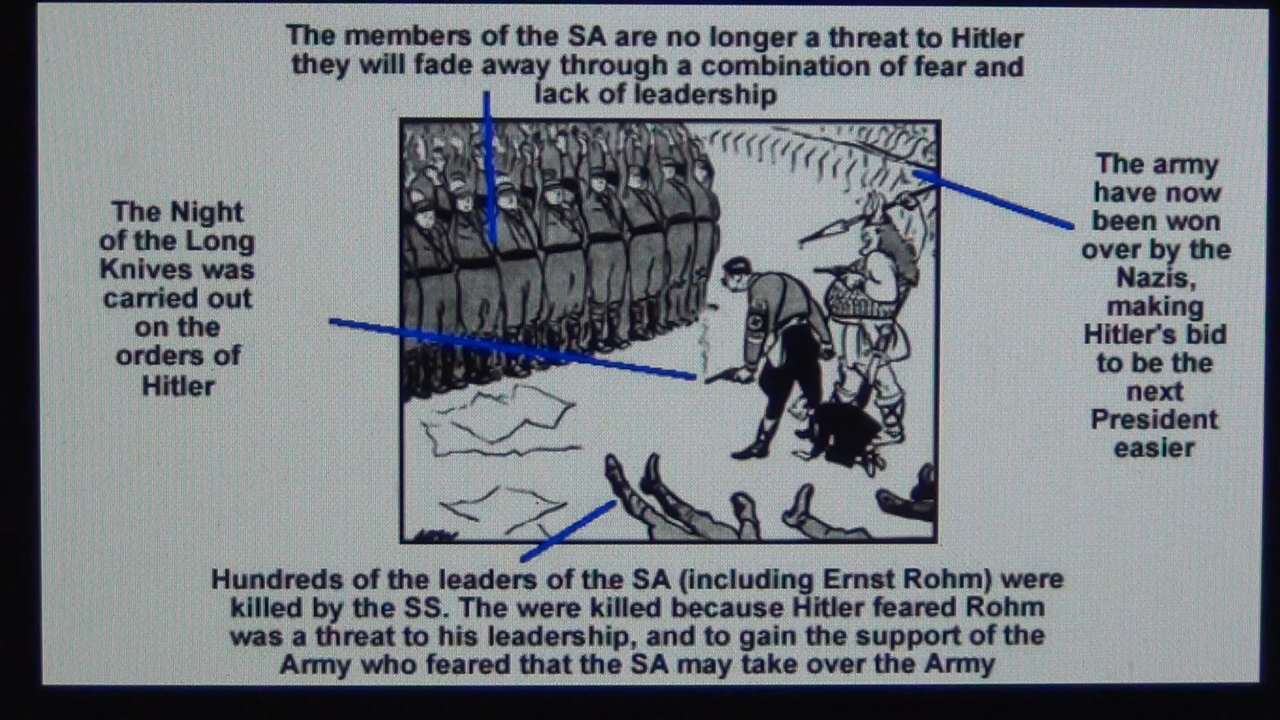 The members of the SA are no longer a threat to Hitler
they will fade away through a combination of fear and
lack of leadership
The Night
of the Long
Knives was
carried out
on the
orders of
Hitler
The army
have now
been won
over by the
Nazis,
making
Hitler's bid
to be the
next
President
easier
Hundreds of the leaders of the SA (including Ernst Rohm) were
killed by the SS. The were killed because Hitler feared Rohm
was a threat to his leadership, and to gain the support of the
Army who feared that the SA may take over the Army